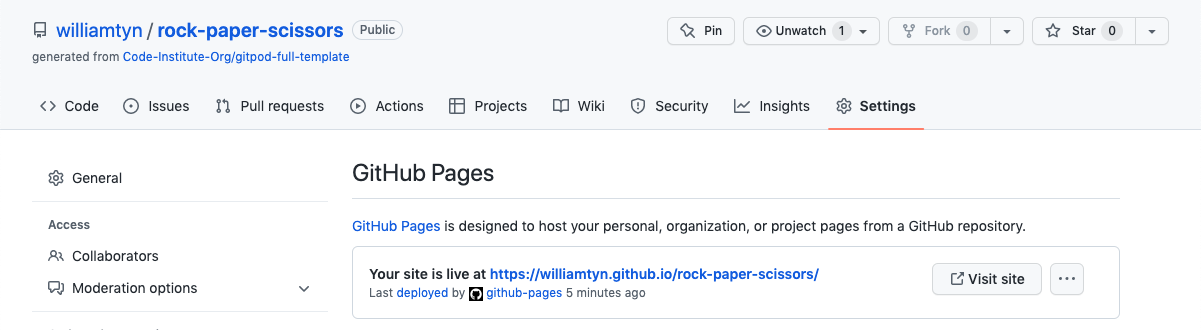 williamtyn / rock-paper-scissors Public
Pin Unwatch 1 Fork 0 Star 0
generated from Code-Institute-Org/gitpod-full-template
Code Issues Pull requests Actions Projects Wiki Security Insights Settings
General
Access
Collaborators
Moderation options
GitHub Pages
GitHub Pages is designed to host your personal, organization, or project pages from a GitHub repository.
Your site is live at https://williamtyn.github.io/rock-paper-scissors/
Last deployed by github-pages 5 minutes ago
Visit site